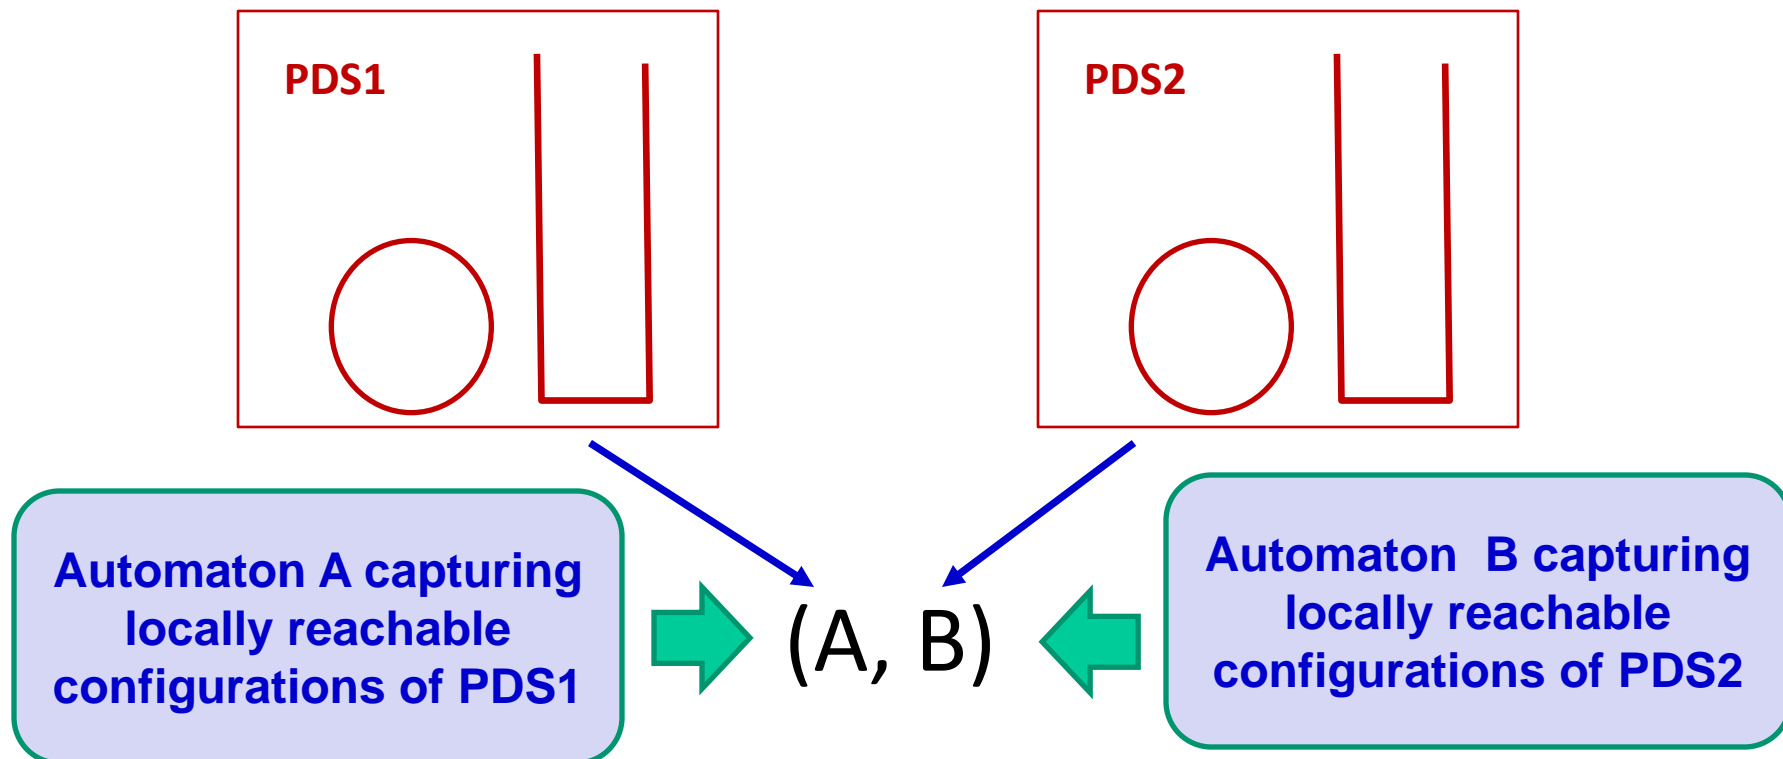 PDS1
PDS2
Automaton A capturing
locally reachable
configurations of PDS1
(A, B)
Automaton  B capturing
locally reachable
configurations of PDS2